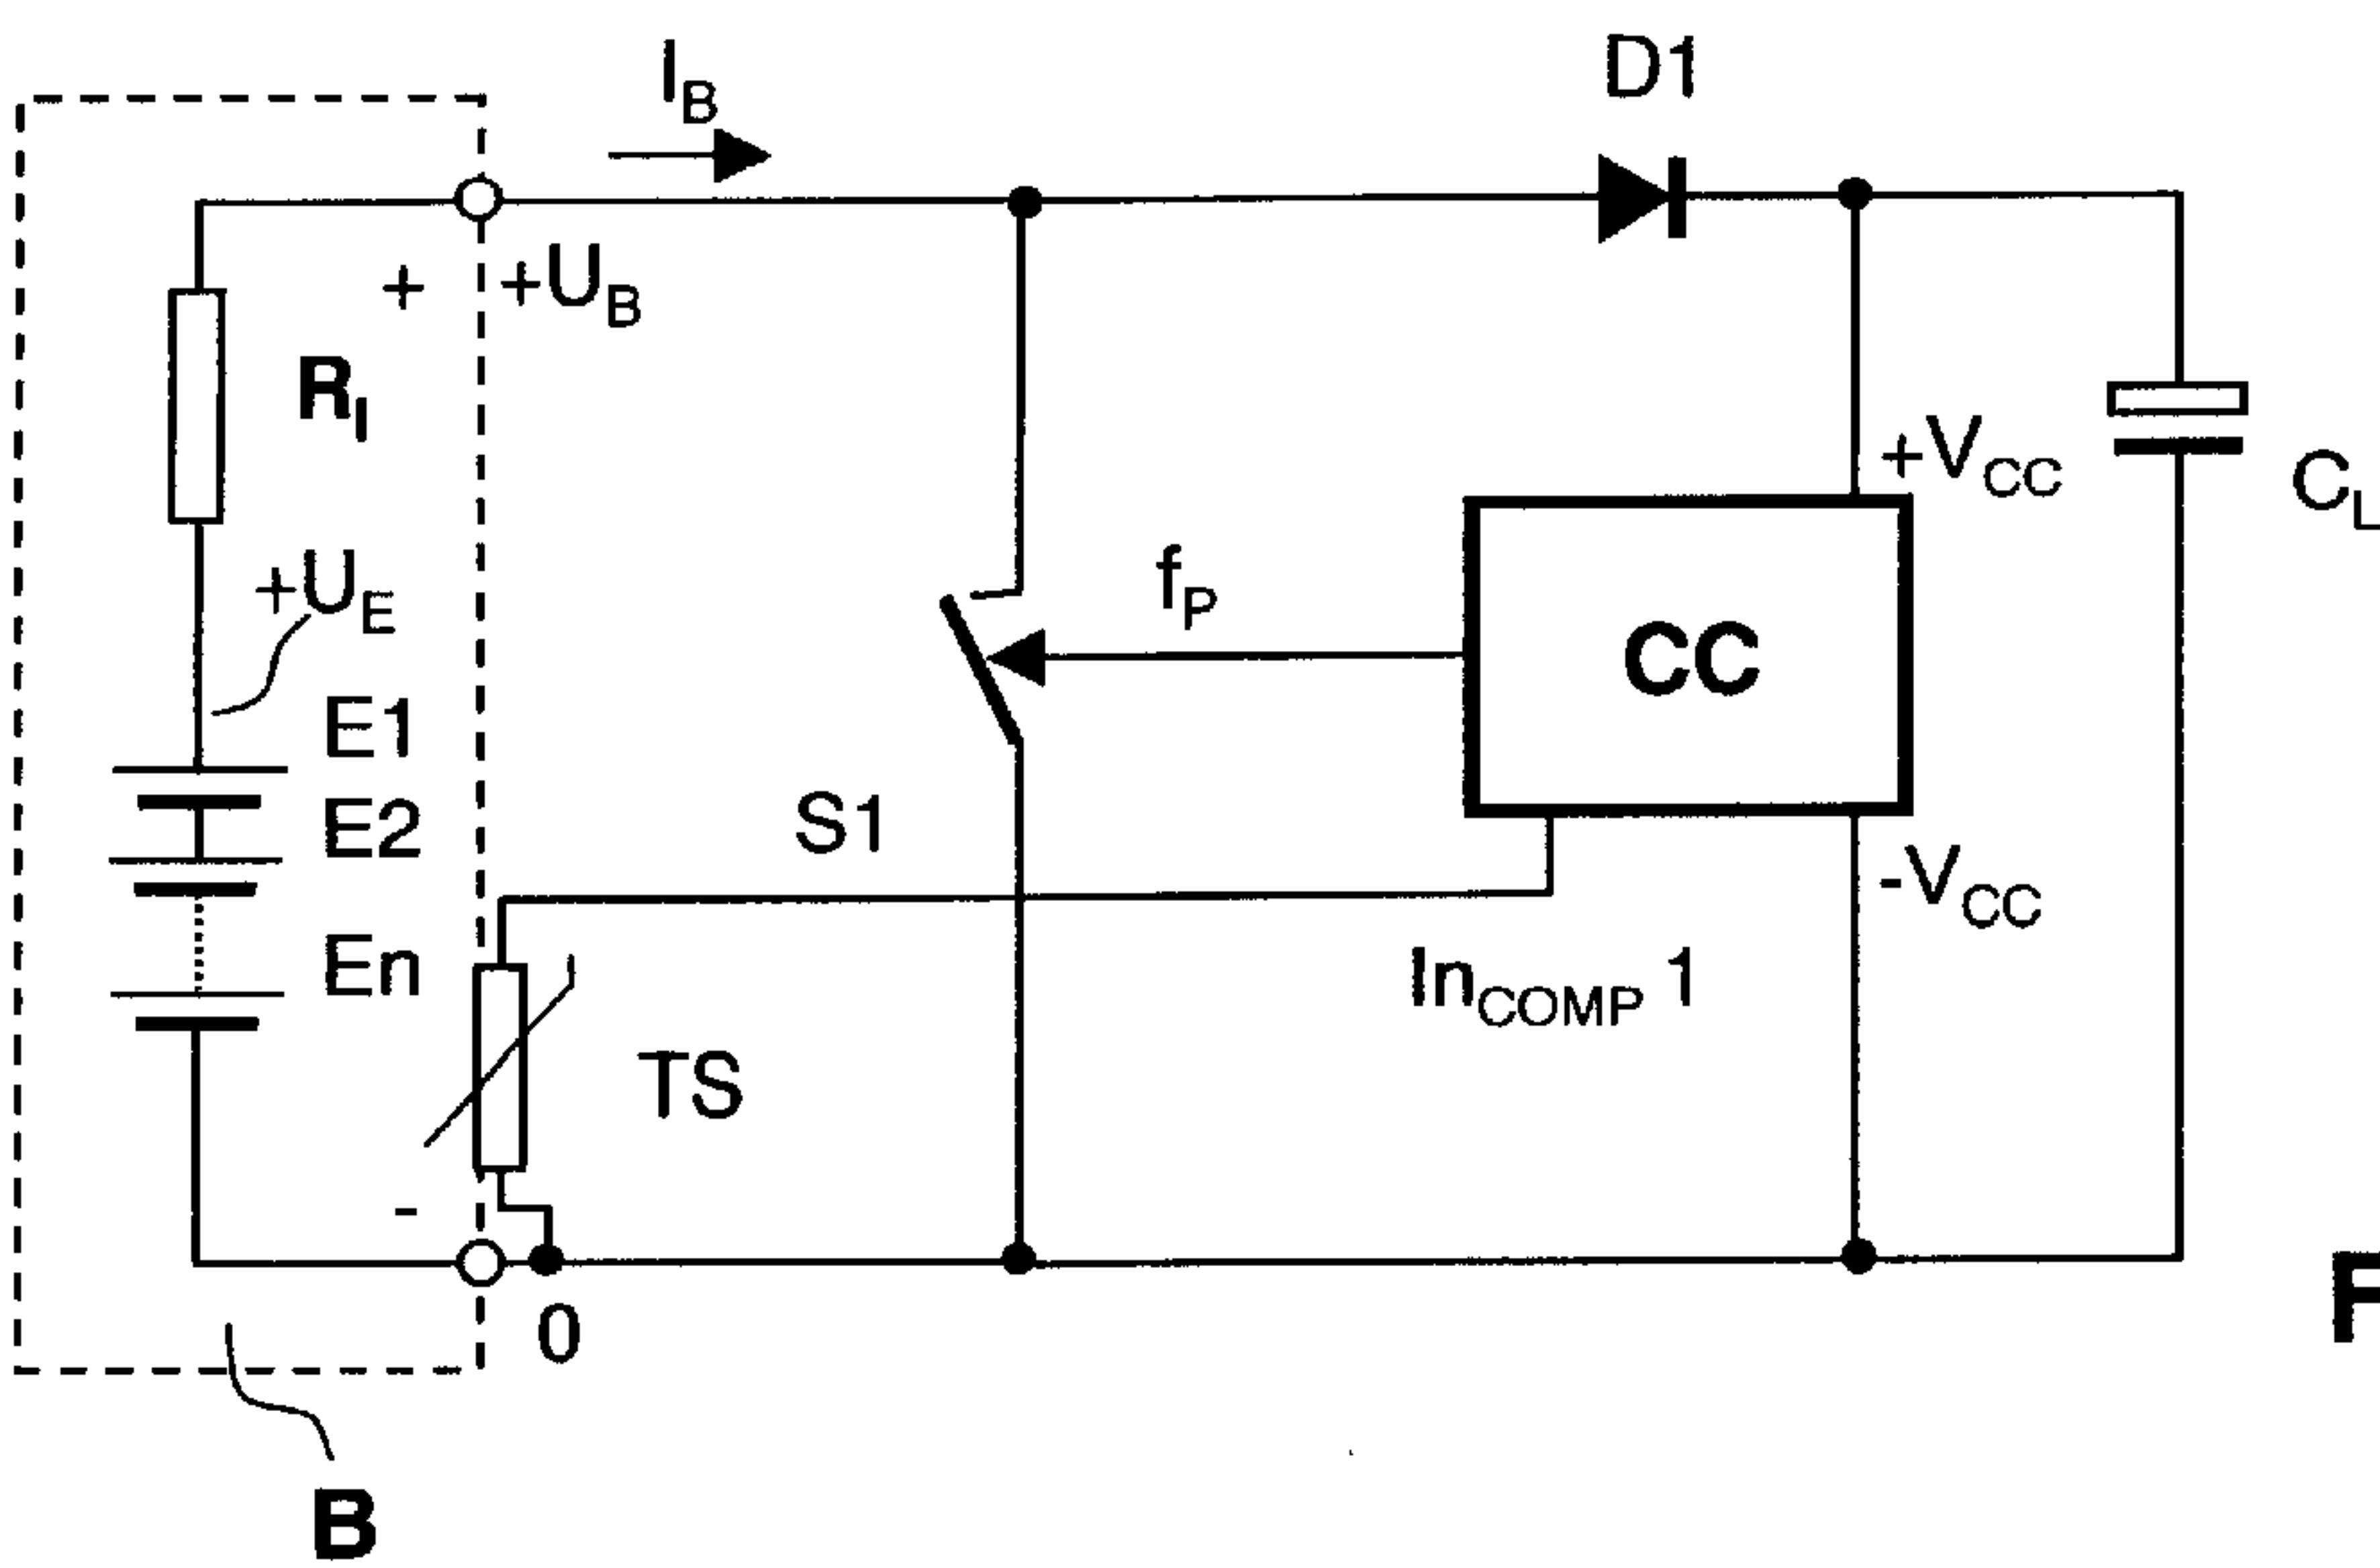 I_B
D1
+ +U_B
R_I
+V_CC
C_L
+U_E
f_P
CC
E1
S1
E2
-V_CC
En
In_COMP 1
TS
-
0
F
B